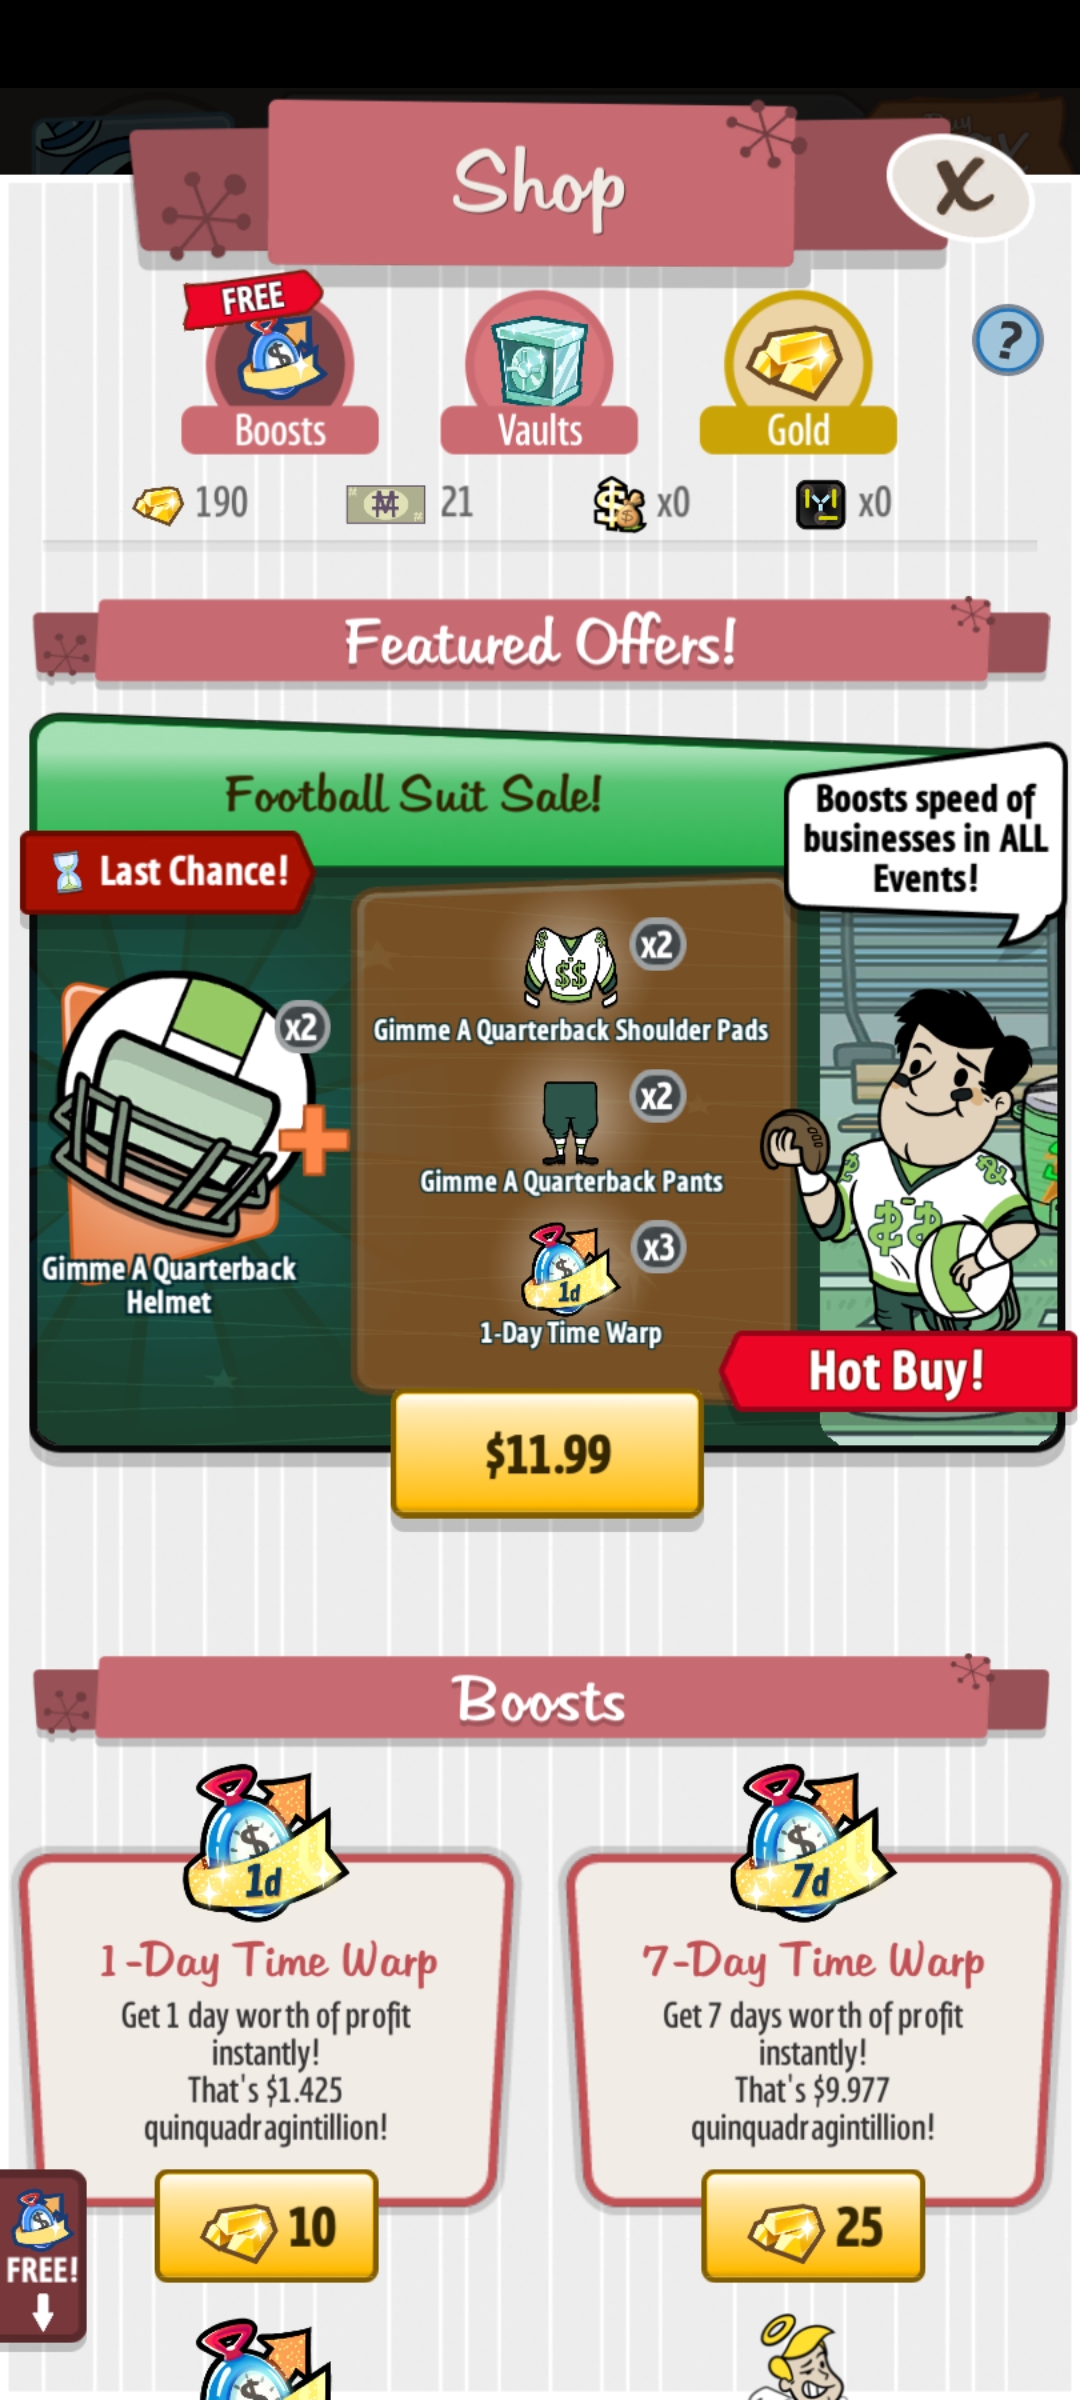 Shop
X
FREE
Boosts
Vaults
Gold
?
190
21
x0
x0
Featured Offers!
Football Suit Sale!
Boosts speed of
businesses in ALL
Events!
Last Chance!
x2
Gimme A Quarterback Shoulder Pads
x2
x2
Gimme A Quarterback Pants
Gimme A Quarterback
Helmet
x3
1d
1-Day Time Warp
Hot Buy!
$11.99
Boosts
1d
1-Day Time Warp
Get 1 day worth of profit
instantly!
That's $1.425
quinquadragintillion!
10
7d
7-Day Time Warp
Get 7 days worth of profit
instantly!
That's $9.977
quinquadragintillion!
25
FREE!